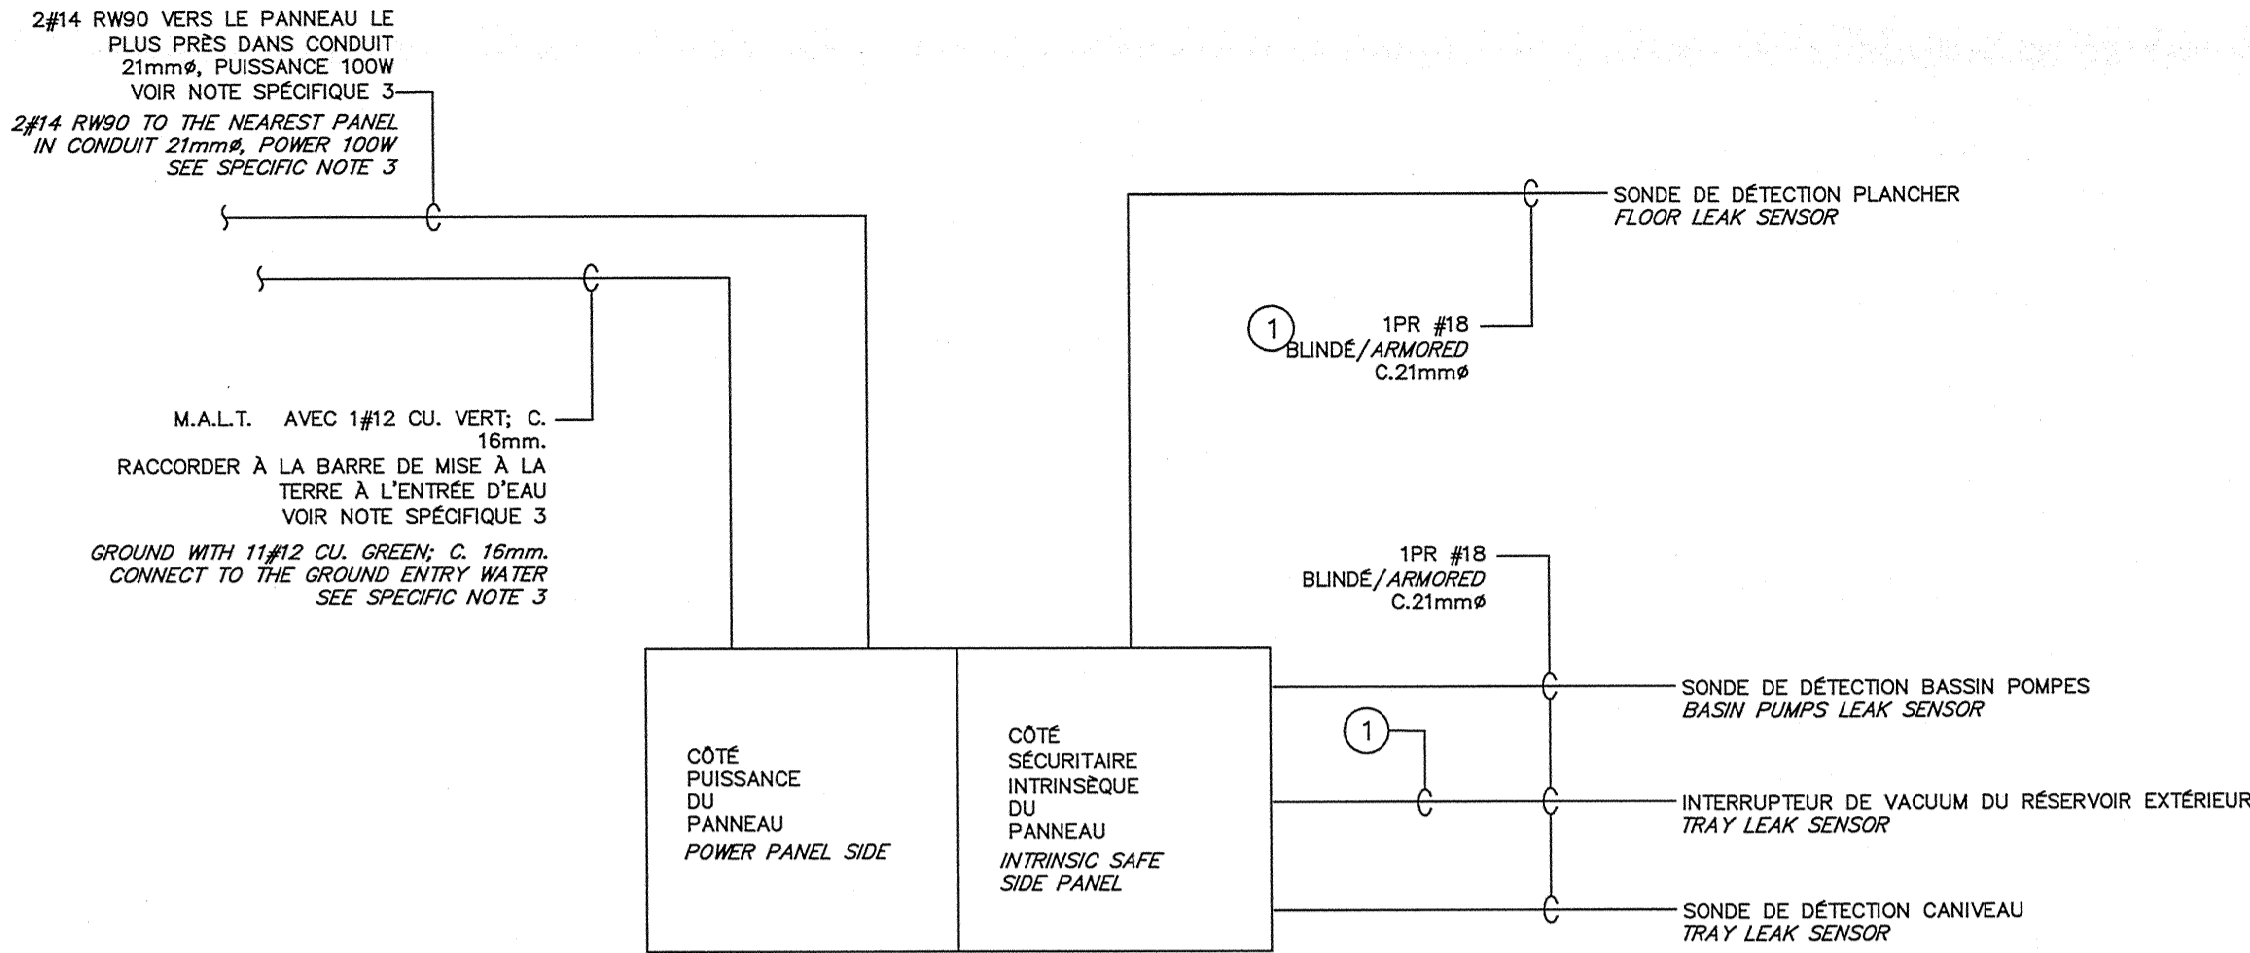 2#14 RW90 VERS LE PANNEAU LE
PLUS PRÈS DANS CONDUIT
21mmø, PUISSANCE 100W
VOIR NOTE SPÉCIFIQUE 3
2#14 RW90 TO THE NEAREST PANEL
IN CONDUIT 21mmø, POWER 100W
SEE SPECIFIC NOTE 3
SONDE DE DÉTECTION PLANCHER
FLOOR LEAK SENSOR
1
1PR #18
BLINDÉ/ARMORED
C.21mmø
M.A.L.T. AVEC 1#12 CU. VERT; C.
16mm.
RACCORDER À LA BARRE DE MISE À LA
TERRE À L'ENTRÉE D'EAU
VOIR NOTE SPÉCIFIQUE 3
GROUND WITH 11#12 CU. GREEN; C. 16mm.
CONNECT TO THE GROUND ENTRY WATER
SEE SPECIFIC NOTE 3
1PR #18
BLINDÉ/ARMORED
C.21mmø
CÔTÉ
PUISSANCE
DU
PANNEAU
POWER PANEL SIDE
CÔTÉ
SÉCURITAIRE
INTRINSÈQUE
DU
PANNEAU
INTRINSIC SAFE
SIDE PANEL
SONDE DE DÉTECTION BASSIN POMPES
BASIN PUMPS LEAK SENSOR
1
INTERRUPTEUR DE VACUUM DU RÉSERVOIR EXTÉRIEUR
TRAY LEAK SENSOR
SONDE DE DÉTECTION CANIVEAU
TRAY LEAK SENSOR